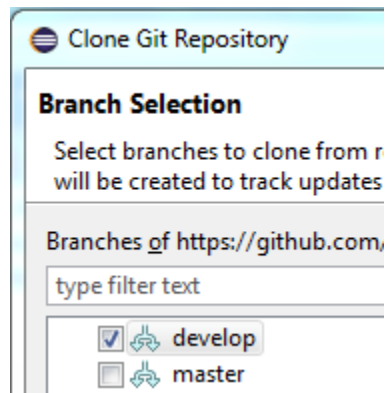 Clone Git Repository
Branch Selection
Select branches to clone from
will be created to track updates
Branches of https://github.com/
type filter text
develop
master